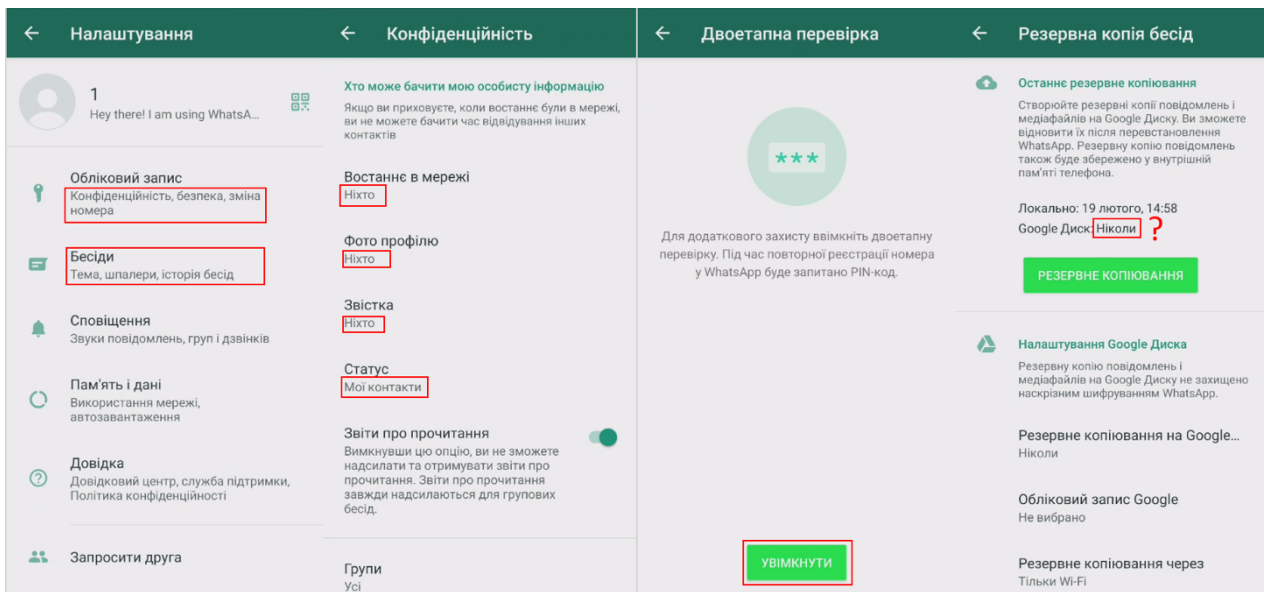 Налаштування
1
Hey there! I am using WhatsA...
Обліковий запис
Конфіденційність, безпека, зміна
номера
Бесіди
Тема, шпалери, історія бесід
Сповіщення
Звуки повідомлень, груп і дзвінків
Пам'ять і дані
Використання мережі,
автозавантаження
Довідка
Довідковий центр, служба підтримки,
Політика конфіденційності
Запросити друга
Конфіденційність
Хто може бачити мою особисту інформацію
Якщо ви приховуєте, коли востаннє були в мережі,
ви не можете бачити час відвідування інших
контактів
Востаннє в мережі
Ніхто
Фото профілю
Ніхто
Звістка
Ніхто
Статус
Мої контакти
Звіти про прочитання
Вимкнувши цю опцію, ви не зможете
надсилати та отримувати звіти про
прочитання. Звіти про прочитання
завжди надсилаються для групових
бесід.
Групи
Усі
Двоетапна перевірка
***
Для додаткового захисту ввімкніть двоетапну
перевірку. Під час повторної реєстрації номера
у WhatsApp буде запитано PIN-код.
УВІМКНУТИ
Резервна копія бесід
Останнє резервне копіювання
Створюйте резервні копії повідомлень і
медіафайлів на Google Диску. Ви зможете
відновити їх після перевстановлення
WhatsApp. Резервну копію повідомлень
також буде збережено у внутрішній
пам'яті телефона.
Локально: 19 лютого, 14:58
Google Диск: Ніколи ?
РЕЗЕРВНЕ КОПІЮВАННЯ
Налаштування Google Диска
Резервну копію повідомлень і
медіафайлів на Google Диску не захищено
наскрізним шифруванням WhatsApp.
Резервне копіювання на Google...
Ніколи
Обліковий запис Google
Не вибрано
Резервне копіювання через
Тільки Wi-Fi